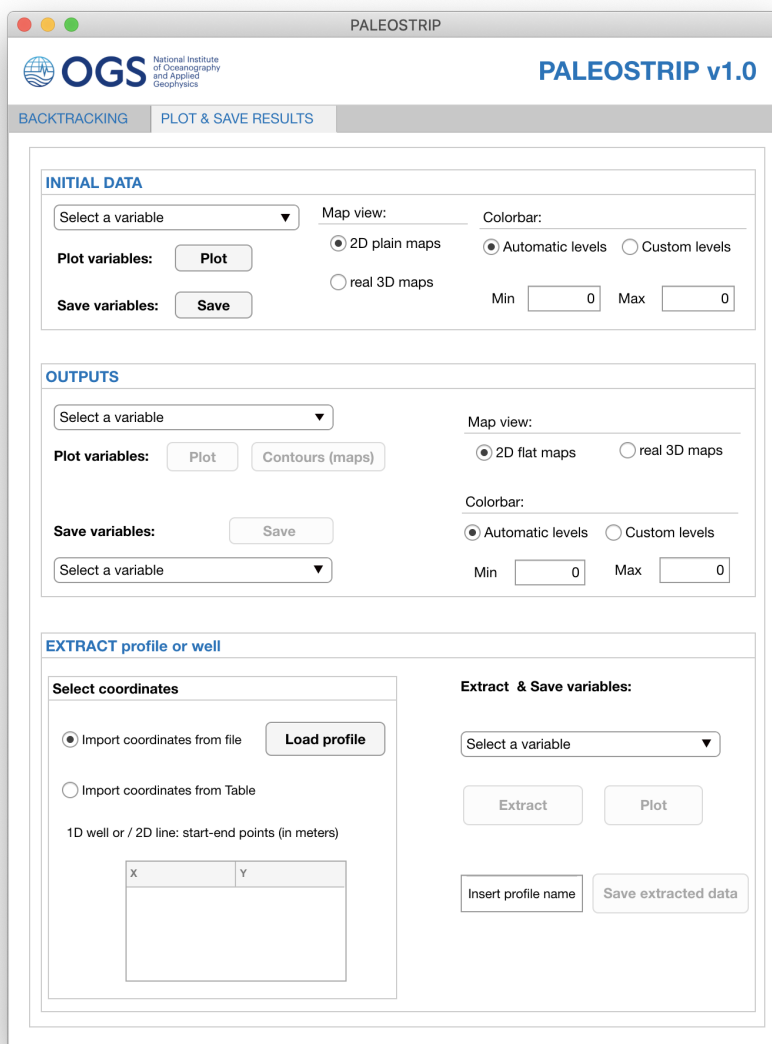 PALEOSTRIP
OGS
National Institute
of Oceanography
and Applied
Geophysics
PALEOSTRIP v1.0
BACKTRACKING
PLOT & SAVE RESULTS
INITIAL DATA
Select a variable
Plot variables:
Plot
Save variables:
Save
Map view:
2D plain maps
real 3D maps
Colorbar:
Automatic levels
Custom levels
Min
0
Max
0
OUTPUTS
Select a variable
Plot variables:
Plot
Contours (maps)
Save variables:
Save
Select a variable
Map view:
2D flat maps
real 3D maps
Colorbar:
Automatic levels
Custom levels
Min
0
Max
0
EXTRACT profile or well
Select coordinates
Import coordinates from file
Load profile
Import coordinates from Table
1D well or / 2D line: start-end points (in meters)
X
Y
Extract & Save variables:
Select a variable
Extract
Plot
Insert profile name
Save extracted data